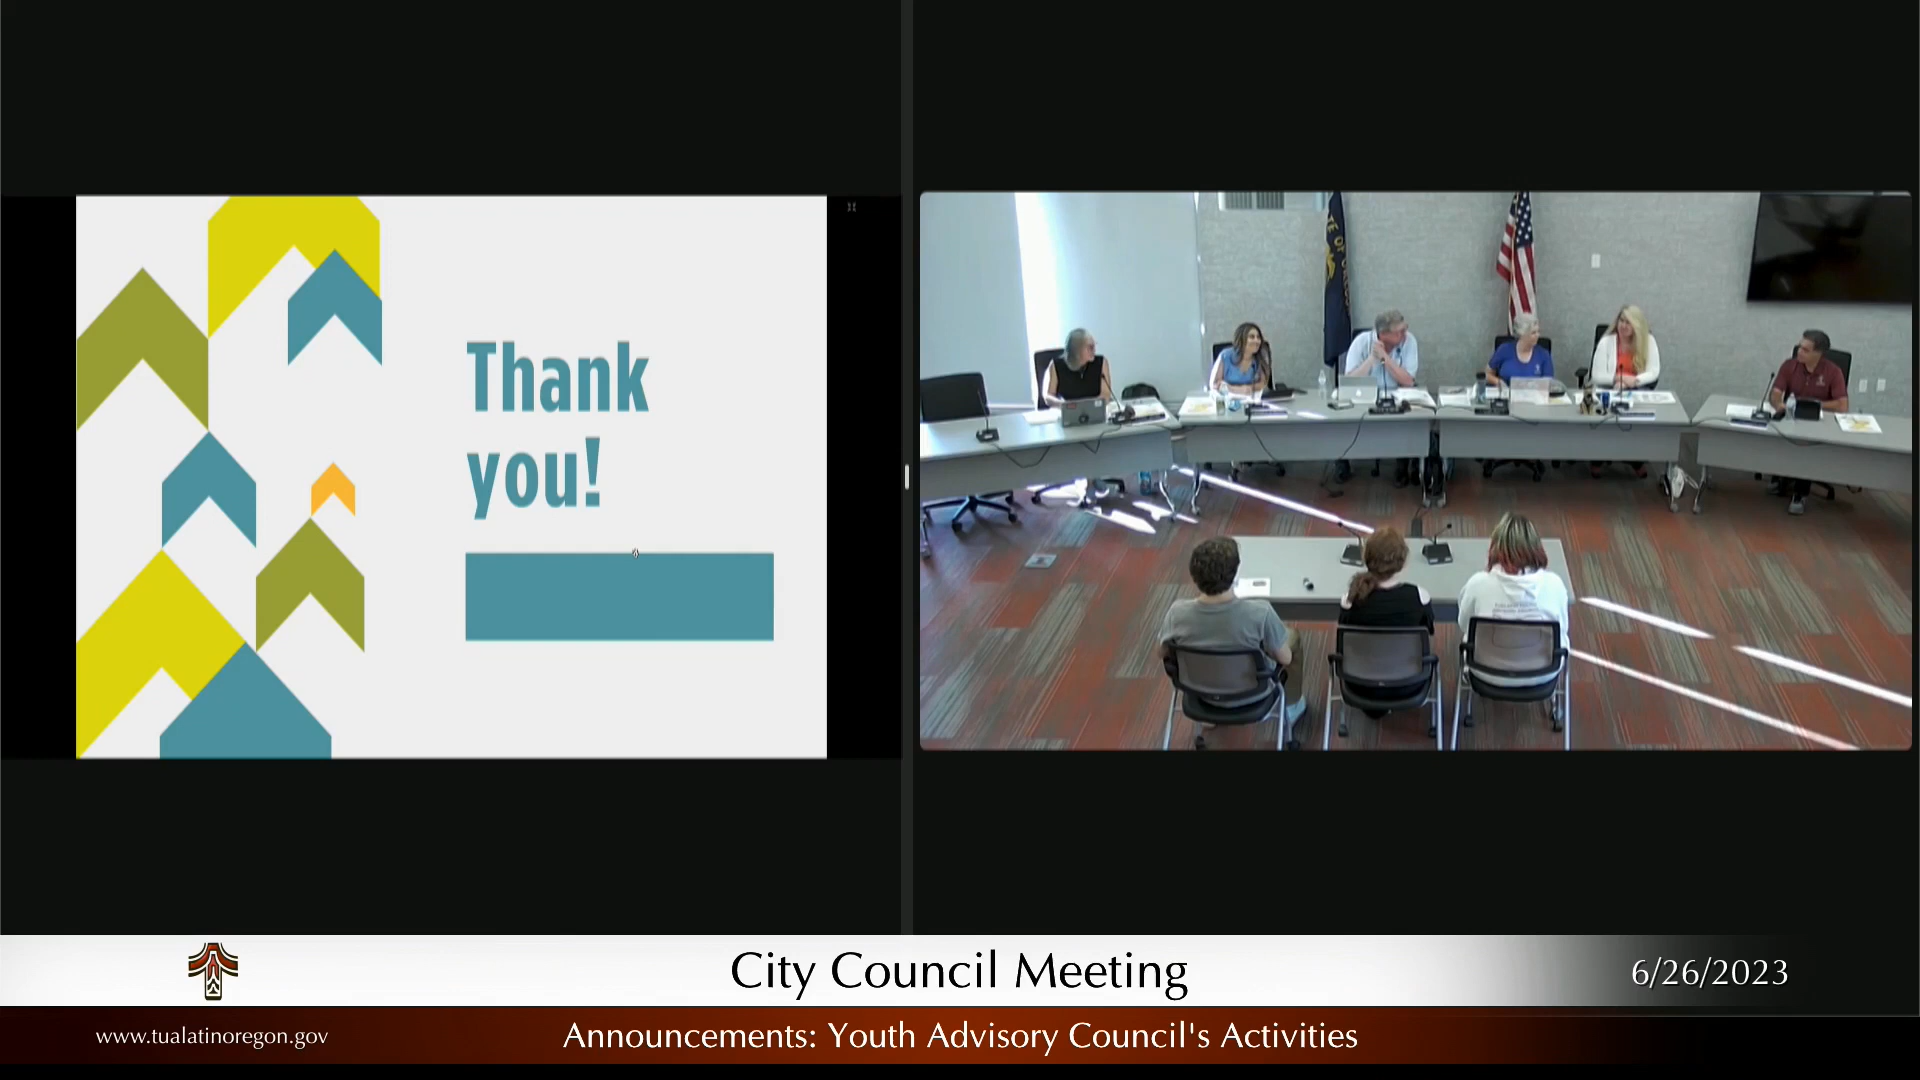 Thank
you!
City Council Meeting
6/26/2023
www.tualatinoregon.gov
Announcements: Youth Advisory Council's Activities